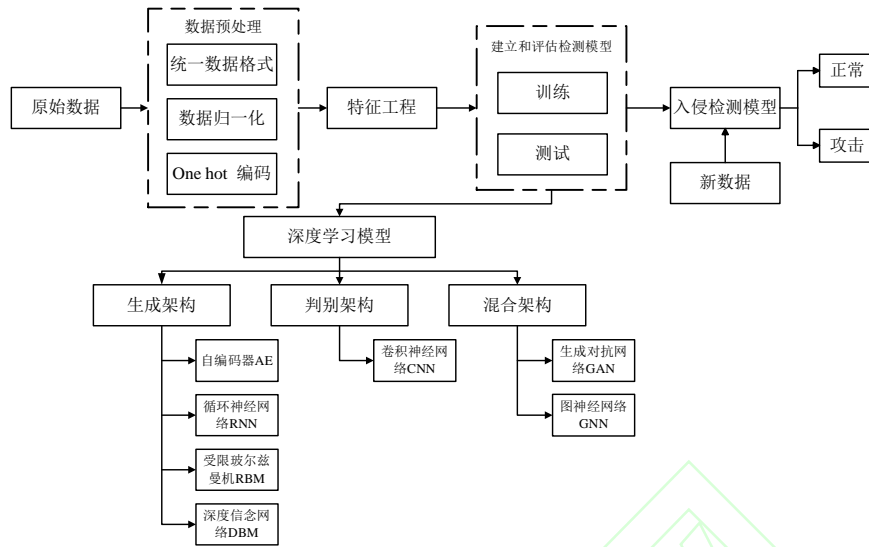 数据预处理
统一数据格式
数据归一化
One hot 编码
原始数据
特征工程
建立和评估检测模型
训练
测试
入侵检测模型
新数据
正常
攻击
深度学习模型
生成架构
判别架构
混合架构
自编码器AE
循环神经网
络RNN
受限玻尔兹
曼机RBM
深度信念网
络DBM
卷积神经网
络CNN
生成对抗网
络GAN
图神经网络
GNN